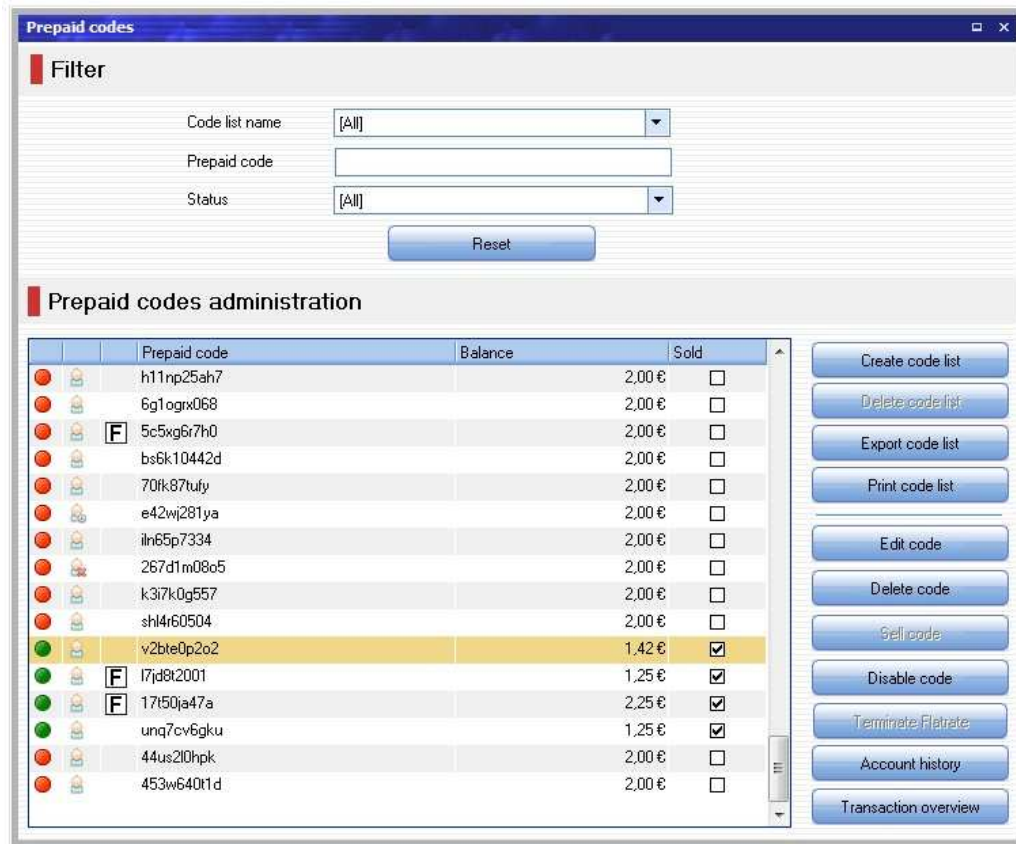 Prepaid codes
Filter
Code list name [All]
Prepaid code
Status [All]
Reset
Prepaid codes administration
Prepaid code Balance Sold
h11np25ah7 2,00 €
6g1ogrx068 2,00 €
F 5c5xg6r7h0 2,00 €
bs6k10442d 2,00 €
70fk87tufy 2,00 €
e42wj281ya 2,00 €
iln65p7334 2,00 €
267d1m08o5 2,00 €
k3i7k0g557 2,00 €
shl4r60504 2,00 €
v2bte0p2o2 1,42 €
F l7jd8t2001 1,25 €
F 17t50ja47a 2,25 €
unq7cv6gku 1,25 €
44us2l0hpk 2,00 €
453w640t1d 2,00 €
Create code list
Delete code list
Export code list
Print code list
Edit code
Delete code
Sell code
Disable code
Terminate Flatrate
Account history
Transaction overview